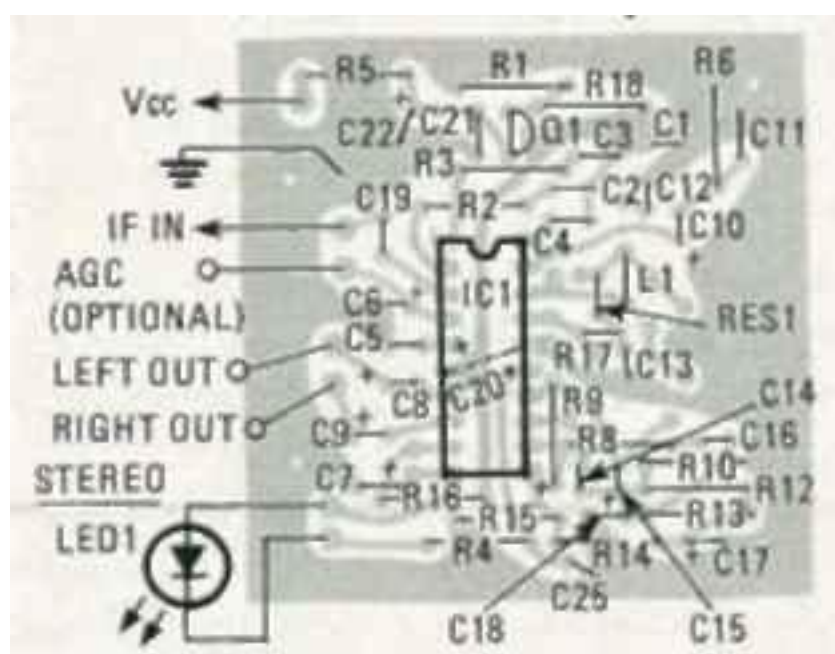 R5 R1 R6
Vcc R18
C22 C21 Q1 C3 C1 C11
R3
C19 R2 C2 C12
IF IN C4 C10
AGC IC1 L1
(OPTIONAL) C6 RES1
C5
LEFT OUT R17 C13
C8 C20* R9 C14
RIGHT OUT C9 R8 C16
STEREO C7 R16 R10 R12
LED1 R15 R13
R4 R14 C17
C25
C18 C15